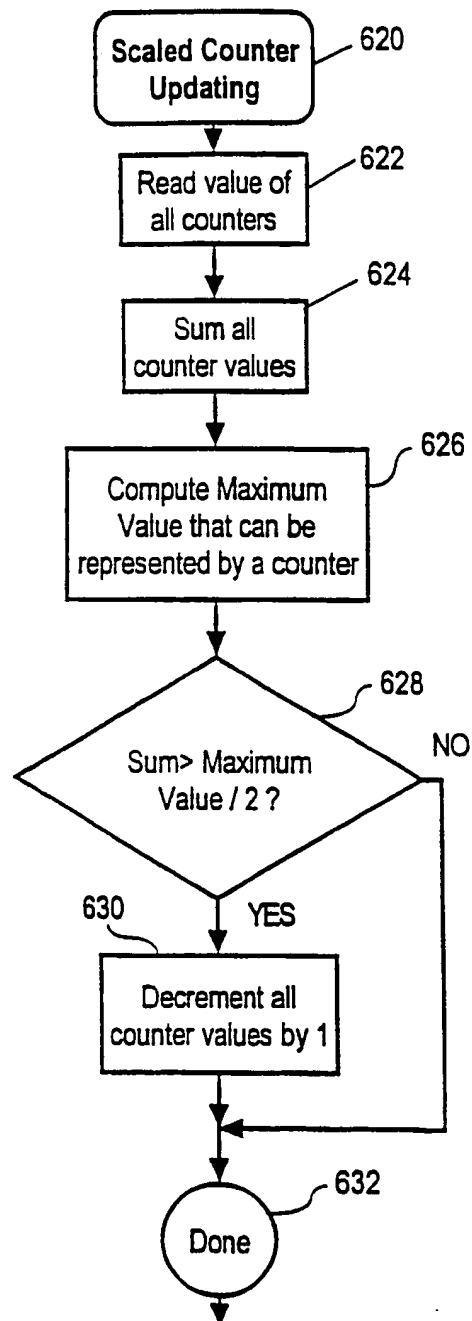 Scaled Counter
Updating
620
622
Read value of
all counters
624
Sum all
counter values
626
Compute Maximum
Value that can be
represented by a counter
628
NO
Sum> Maximum
Value / 2 ?
YES
630
Decrement all
counter values by 1
632
Done